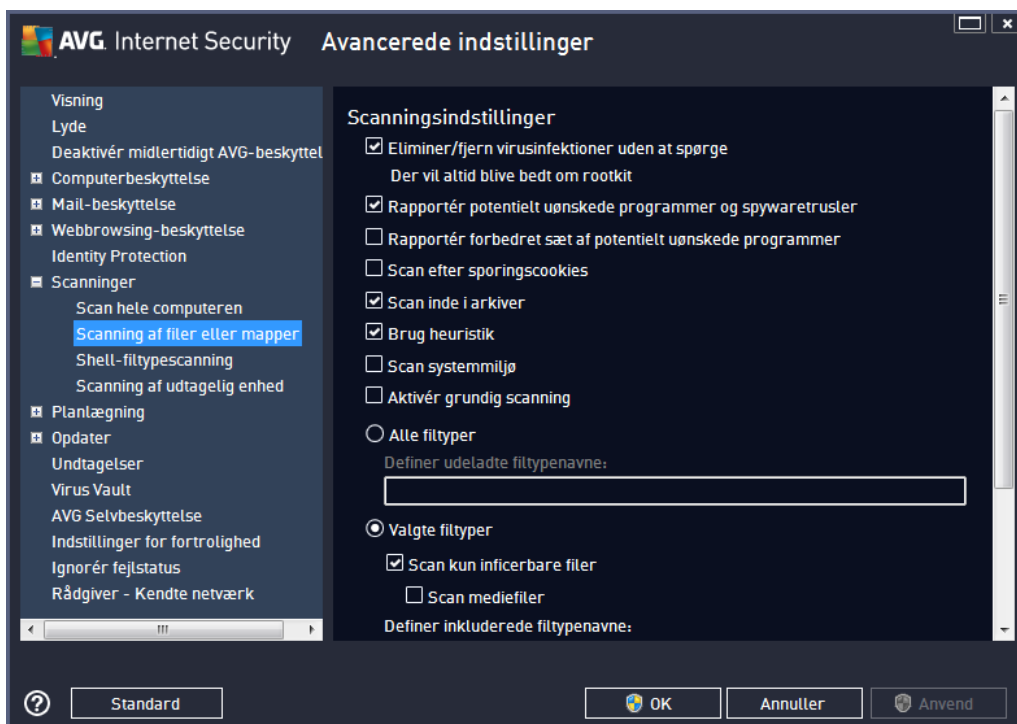 AVG. Internet Security Avancerede indstillinger
Visning
Lyde
Deaktivér midlertidigt AVG-beskyttel
Computerbeskyttelse
Mail-beskyttelse
Webbrowsing-beskyttelse
Identity Protection
Scanninger
Scan hele computeren
Scanning af filer eller mapper
Shell-filtypescanning
Scanning af udtagelig enhed
Planlægning
Opdater
Undtagelser
Virus Vault
AVG Selvbeskyttelse
Indstillinger for fortrolighed
Ignorér fejlstatus
Rådgiver - Kendte netværk
Scanningsindstillinger
Eliminer/fjern virusinfektioner uden at spørge
Der vil altid blive bedt om rootkit
Rapportér potentielt uønskede programmer og spywaretrusler
Rapportér forbedret sæt af potentielt uønskede programmer
Scan efter sporingscookies
Scan inde i arkiver
Brug heuristik
Scan systemmiljø
Aktivér grundig scanning
Alle filtyper
Definer udeladte filtypenavne:
Valgte filtyper
Scan kun inficerbare filer
Scan mediefiler
Definer inkluderede filtypenavne:
Standard
OK
Annuller
Anvend